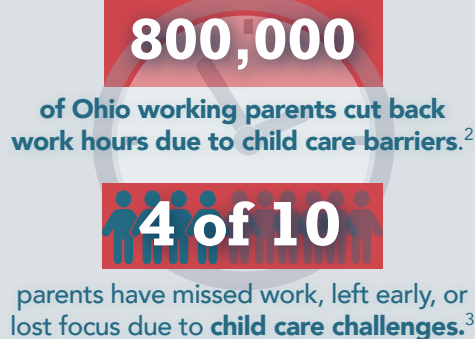 800,000
of Ohio working parents cut back
work hours due to child care barriers.²
4 of 10
parents have missed work, left early, or
lost focus due to child care challenges.³